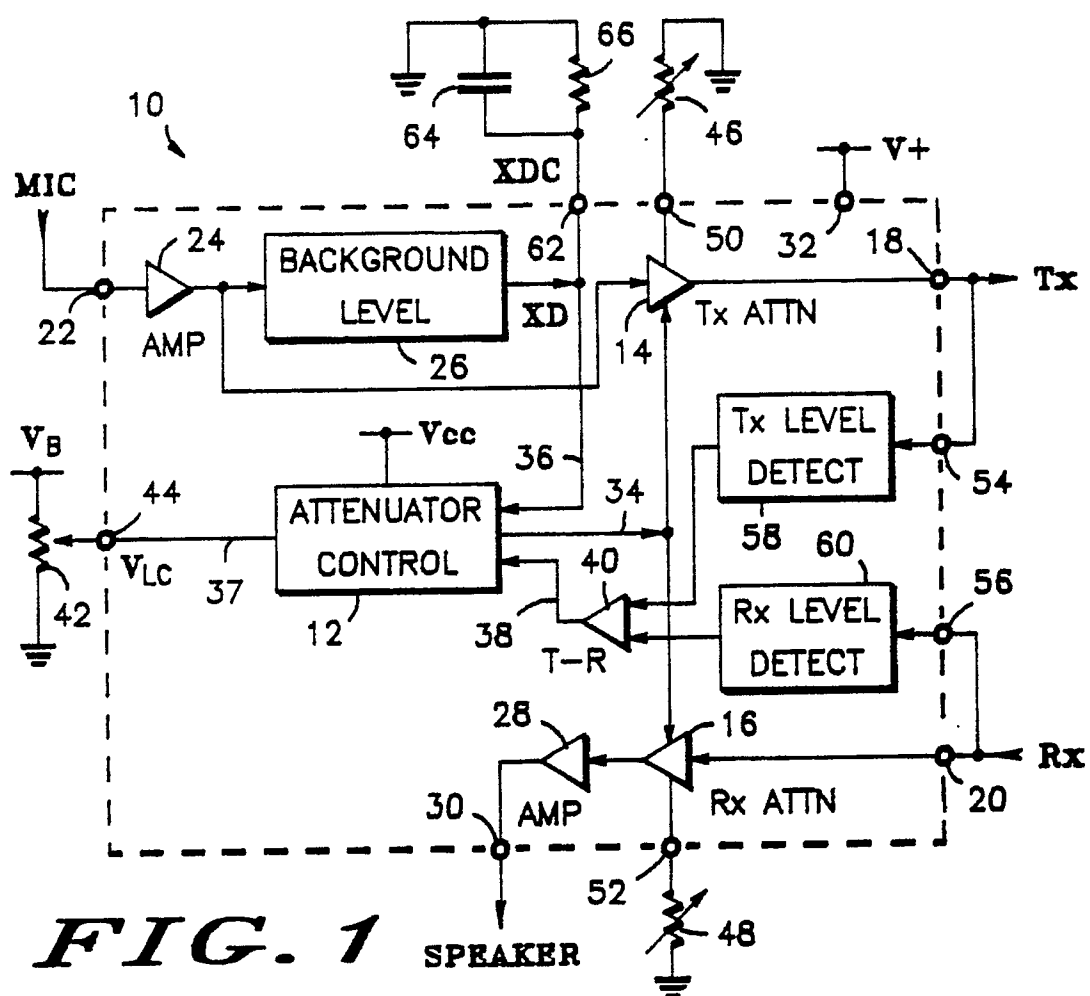 66
64
46
10
XDC
V+
MIC
24
62
50
32
18
BACKGROUND
LEVEL
XD
14
Tx ATTN
Tx
22
AMP
26
VB
Vcc
36
Tx LEVEL
DETECT
54
44
ATTENUATOR
CONTROL
34
58
60
VLC
40
56
42
37
12
38
T-R
Rx LEVEL
DETECT
28
16
Rx
30
AMP
Rx ATTN
20
52
FIG. 1
SPEAKER
48